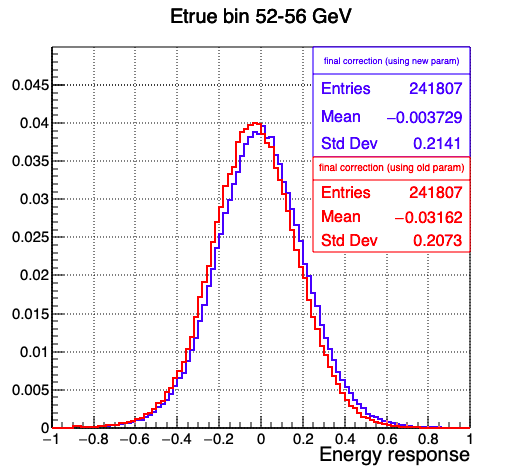 Etrue bin 52-56 GeV
final correction (using new param)
Entries 241807
Mean −0.003729
Std Dev 0.2141
final correction (using old param)
Entries 241807
Mean −0.03162
Std Dev 0.2073
0.045
0.04
0.035
0.03
0.025
0.02
0.015
0.01
0.005
0
−1 −0.8 −0.6 −0.4 −0.2 0 0.2 0.4 0.6 0.8 1
Energy response